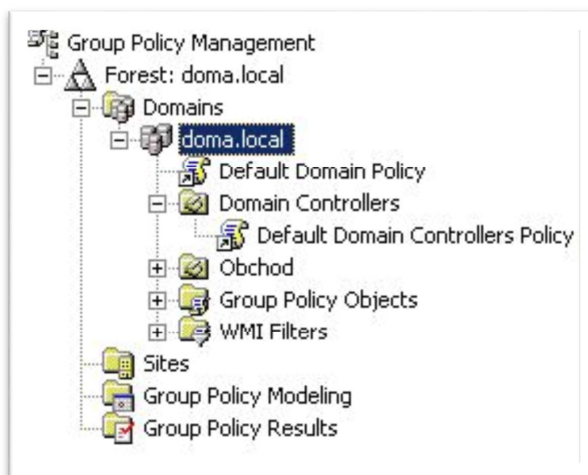 Group Policy Management
Forest: doma.local
Domains
doma.local
Default Domain Policy
Domain Controllers
Default Domain Controllers Policy
Obchod
Group Policy Objects
WMI Filters
Sites
Group Policy Modeling
Group Policy Results